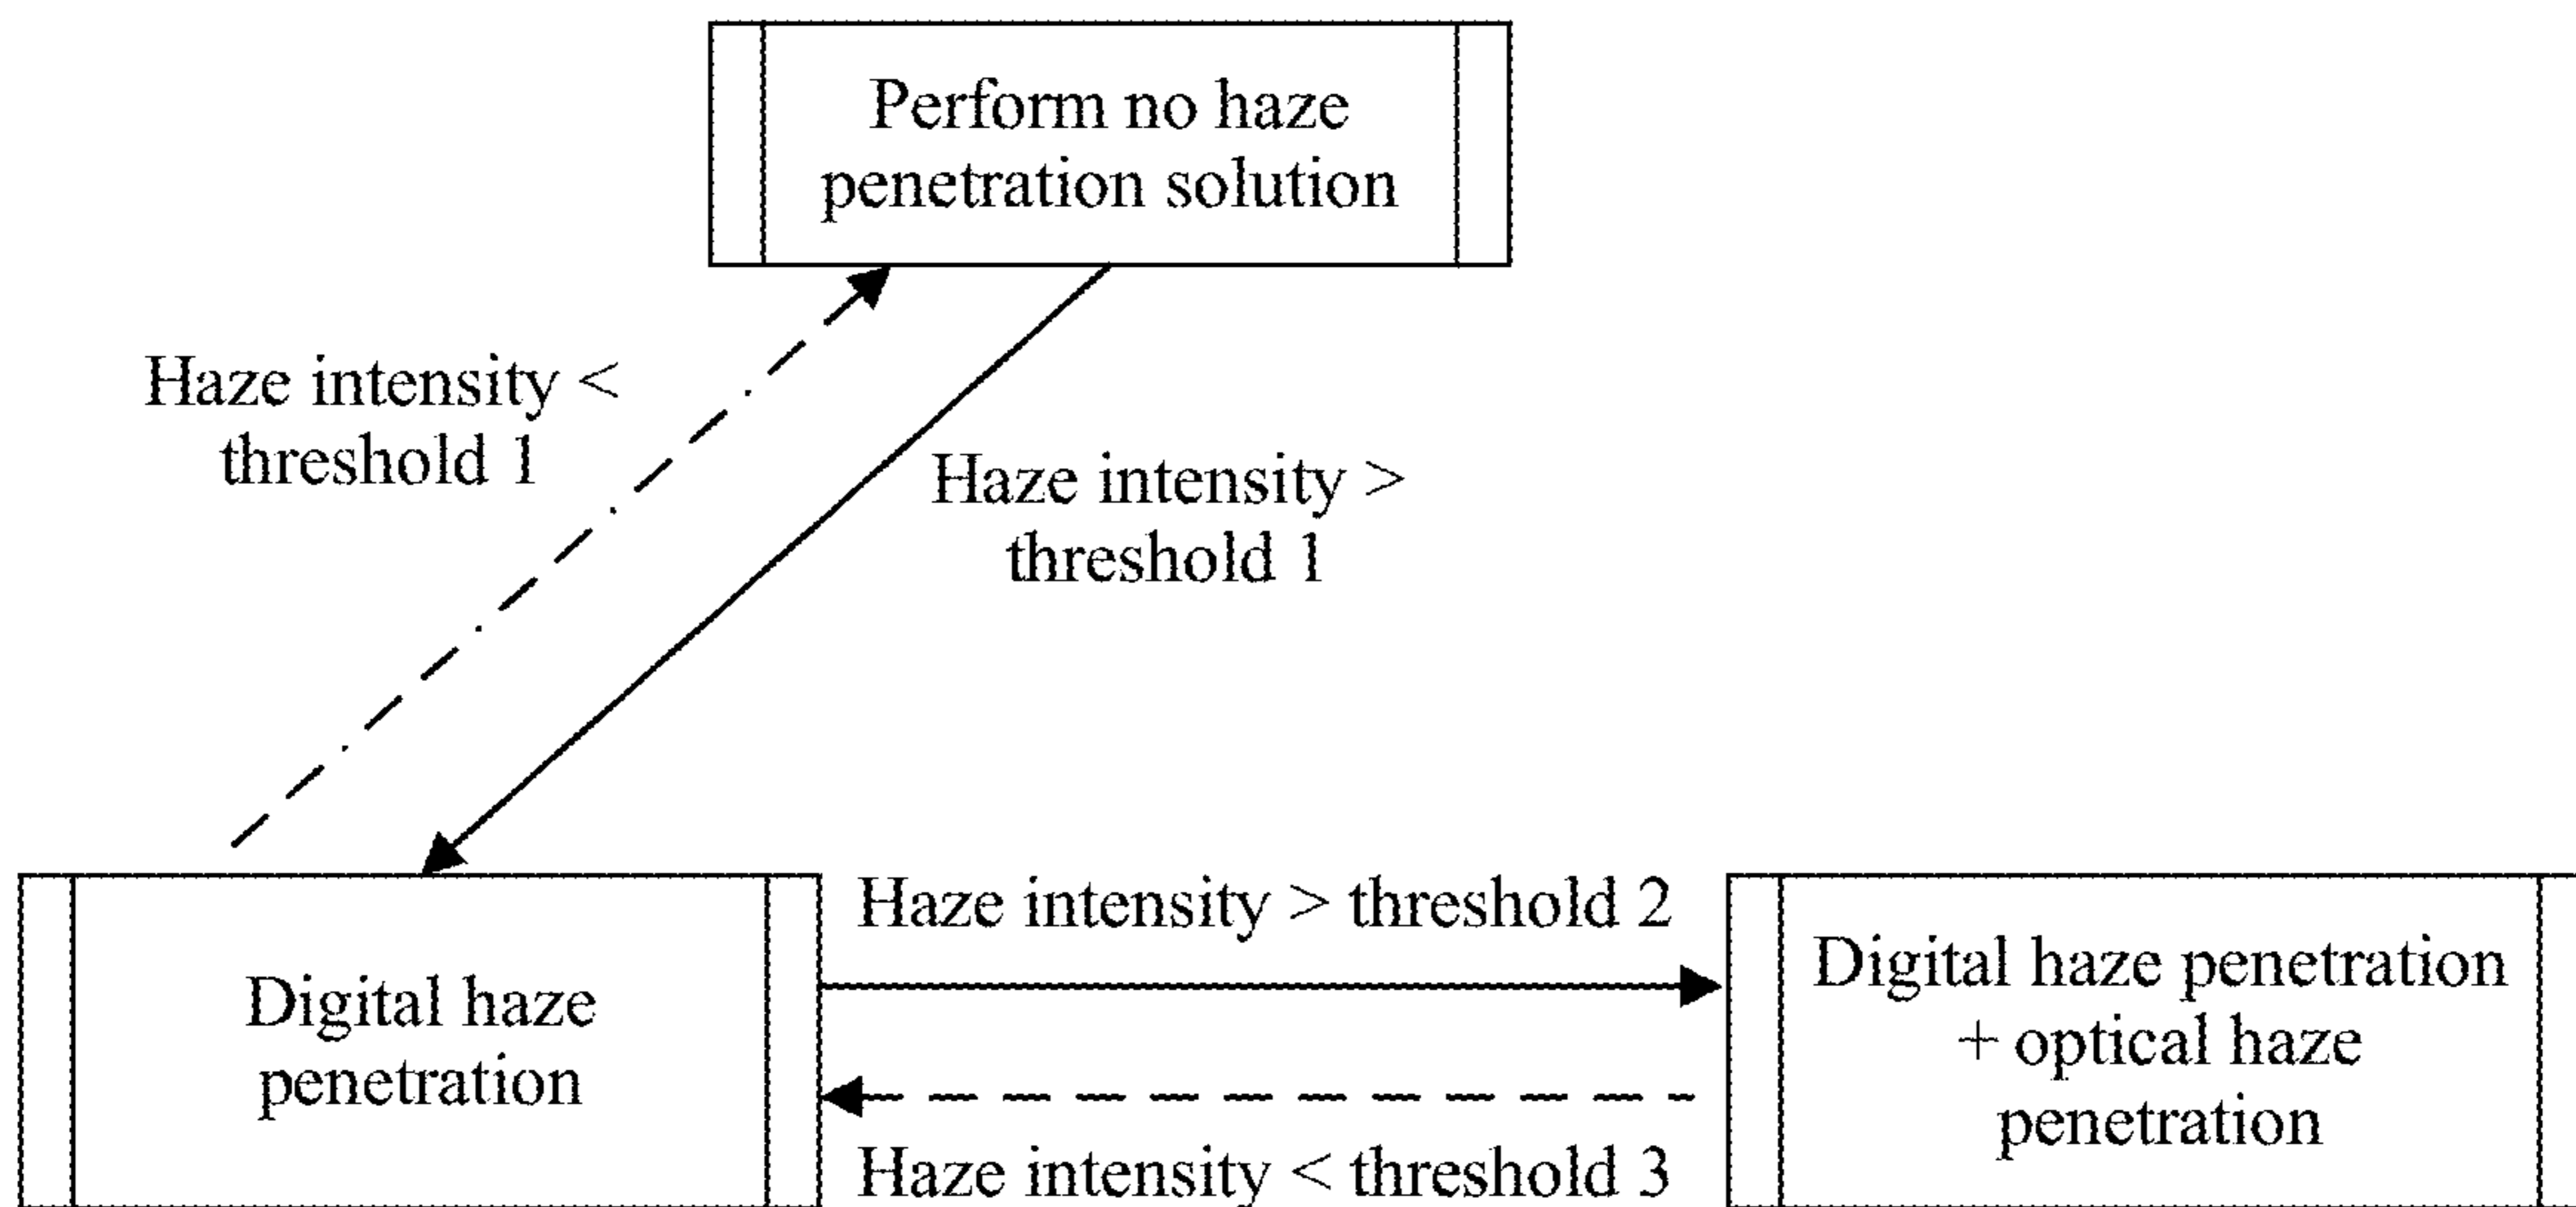 Perform no haze
penetration solution
Haze intensity <
threshold 1
Haze intensity >
threshold 1
Digital haze
penetration
Haze intensity > threshold 2
Haze intensity < threshold 3
Digital haze penetration
+ optical haze
penetration